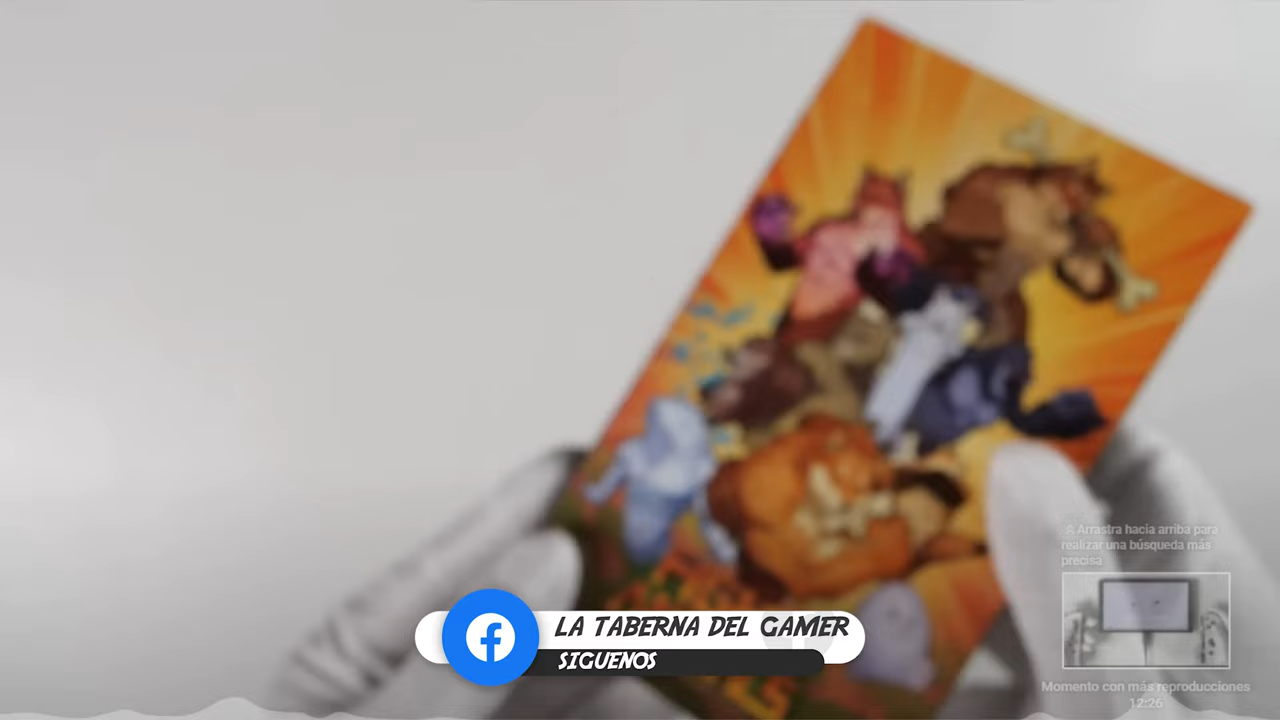 Arrastra hacia arriba para
realizar una búsqueda más
precisa
LA TABERNA DEL GAMER
SIGUENOS
Momento con más reproducciones
12:26